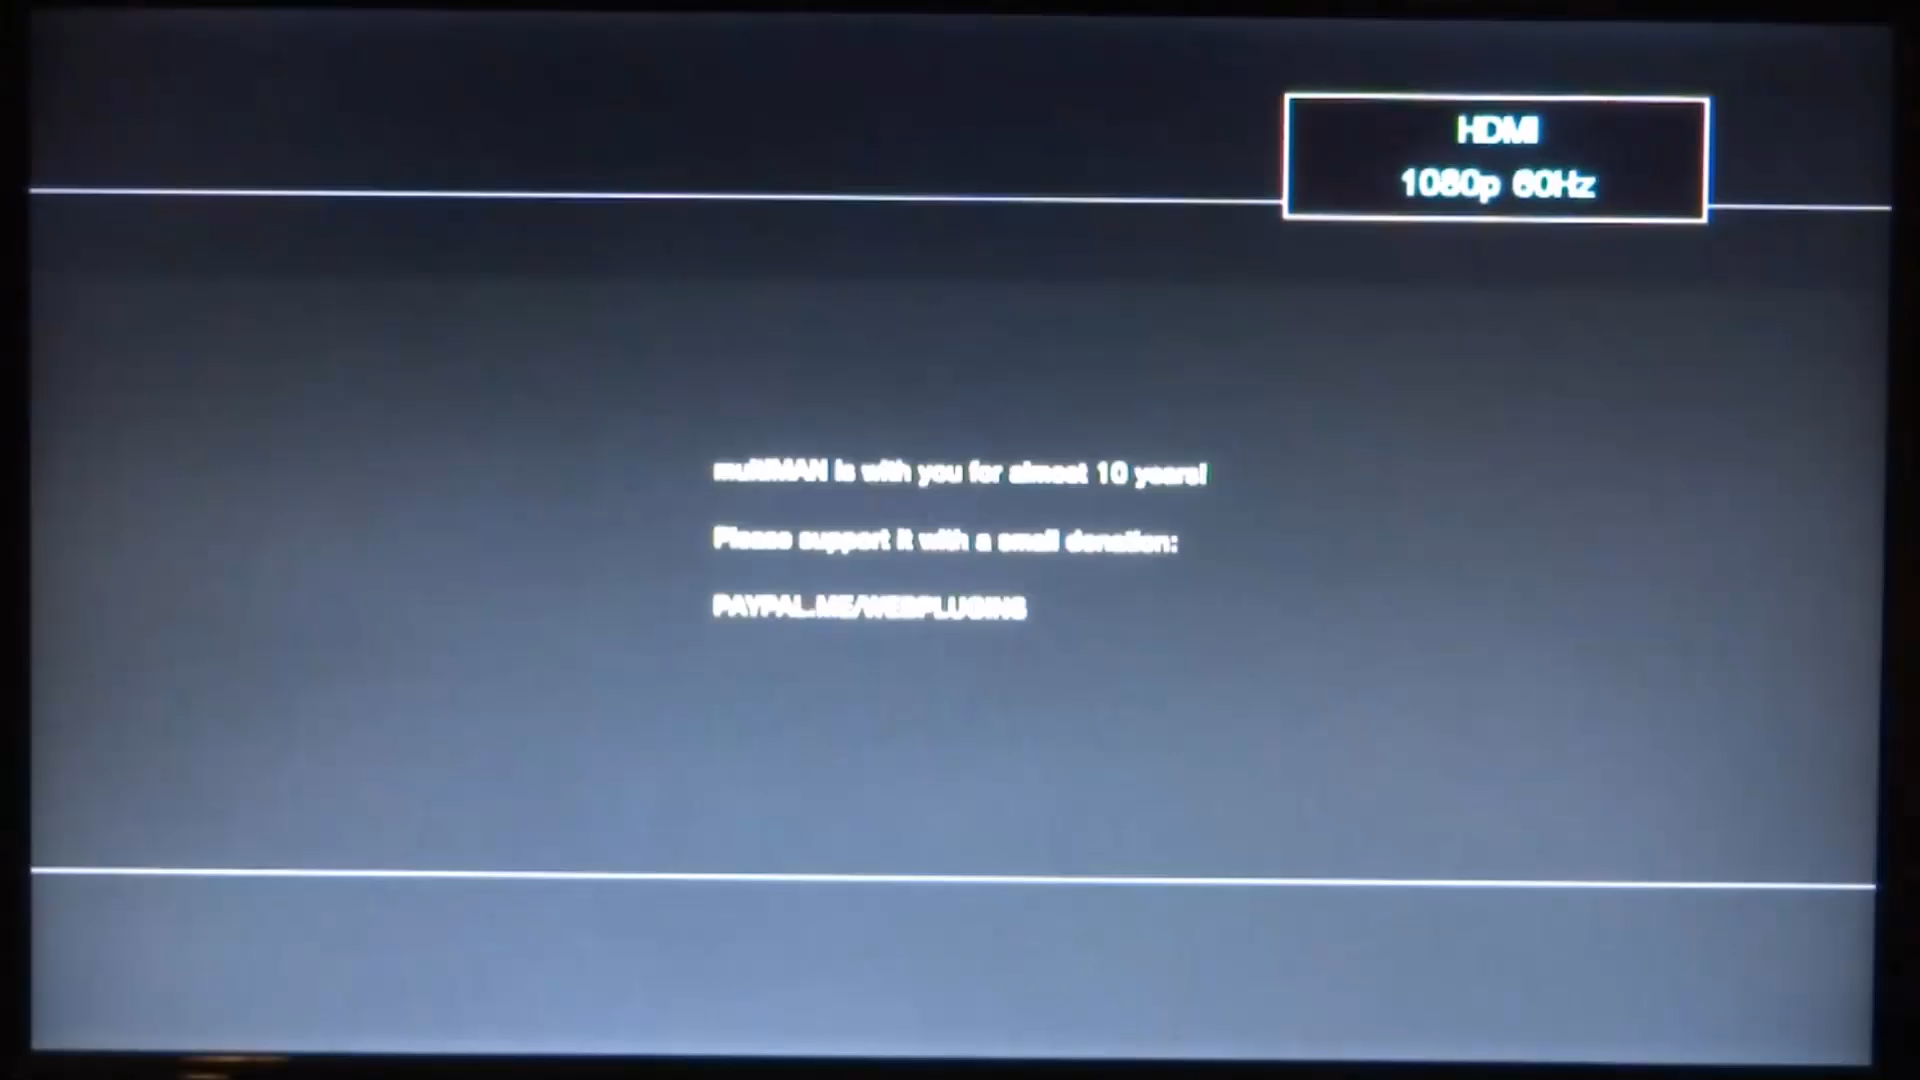 HDMI
1080p 60Hz
multiMAN is with you for almost 10 years!
Please support it with a small donation:
PAYPAL.ME/WEBPLUGINS